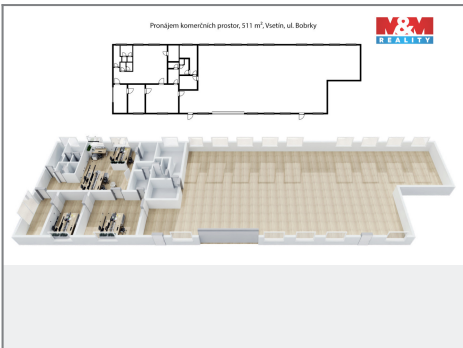 Pronájem komerčních prostor, 511 m², Vsetín, ul. Bobrky
M&M
REALITY